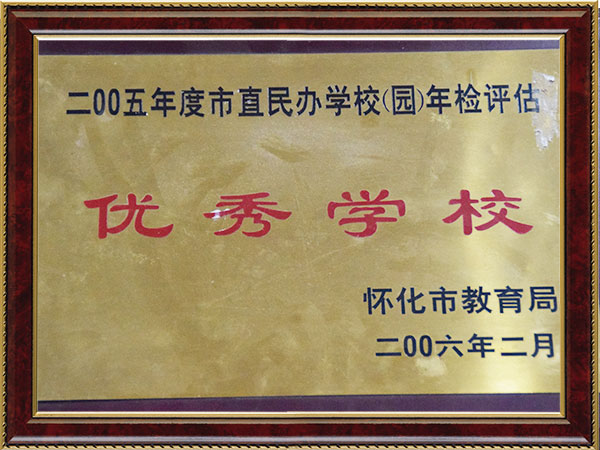 二00五年度市直民办学校(园)年检评估
优秀学校
怀化市教育局
二00六年二月